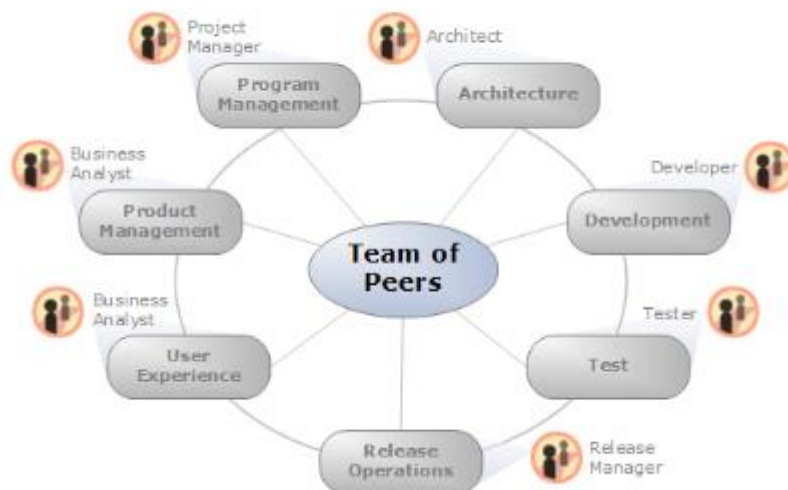 Project
Manager
Program
Management
Architect
Architecture
Business
Analyst
Product
Management
Developer
Development
Team of
Peers
Business
Analyst
User
Experience
Tester
Test
Release
Operations
Release
Manager